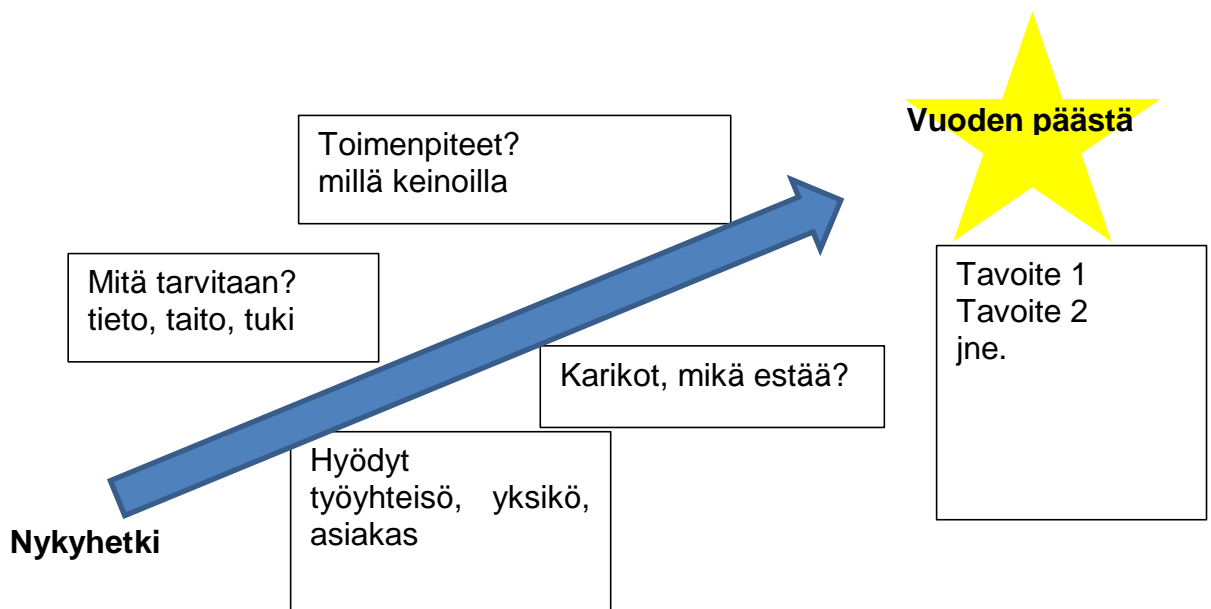 Vuoden päästä
Toimenpiteet?
millä keinoilla
Mitä tarvitaan?
tieto, taito, tuki
Tavoite 1
Tavoite 2
jne.
Karikot, mikä estää?
Hyödyt
työyhteisö, yksikö,
asiakas
Nykyhetki